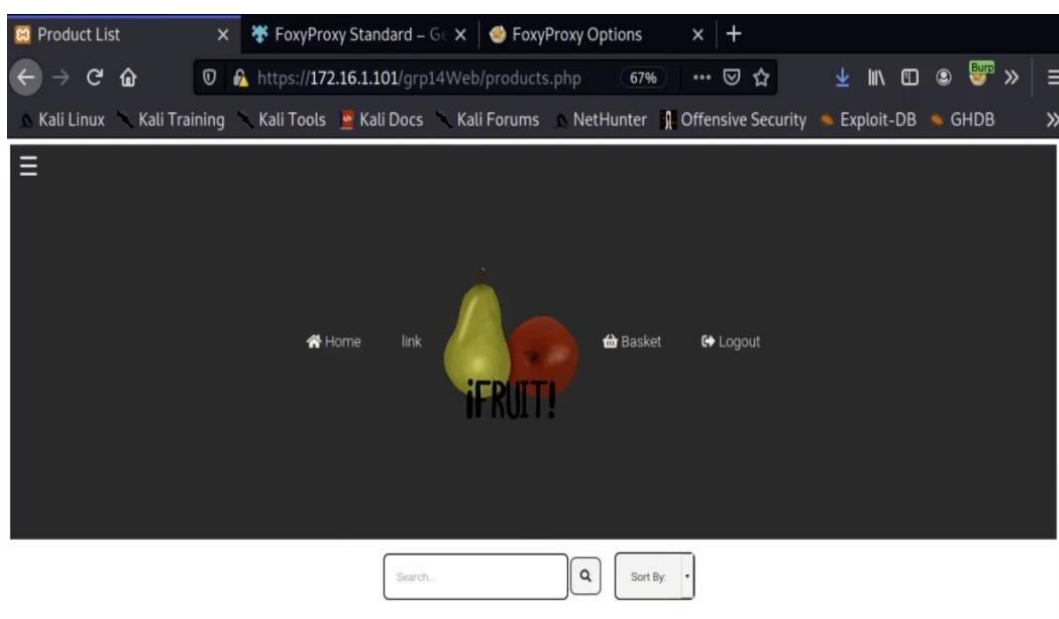 Product List
FoxyProxy Standard – Ge
FoxyProxy Options
https://172.16.1.101/grp14Web/products.php
67%
Burp
Kali Linux
Kali Training
Kali Tools
Kali Docs
Kali Forums
NetHunter
Offensive Security
Exploit-DB
GHDB
Home
link
iFRUIT!
Basket
Logout
Search...
Sort By: